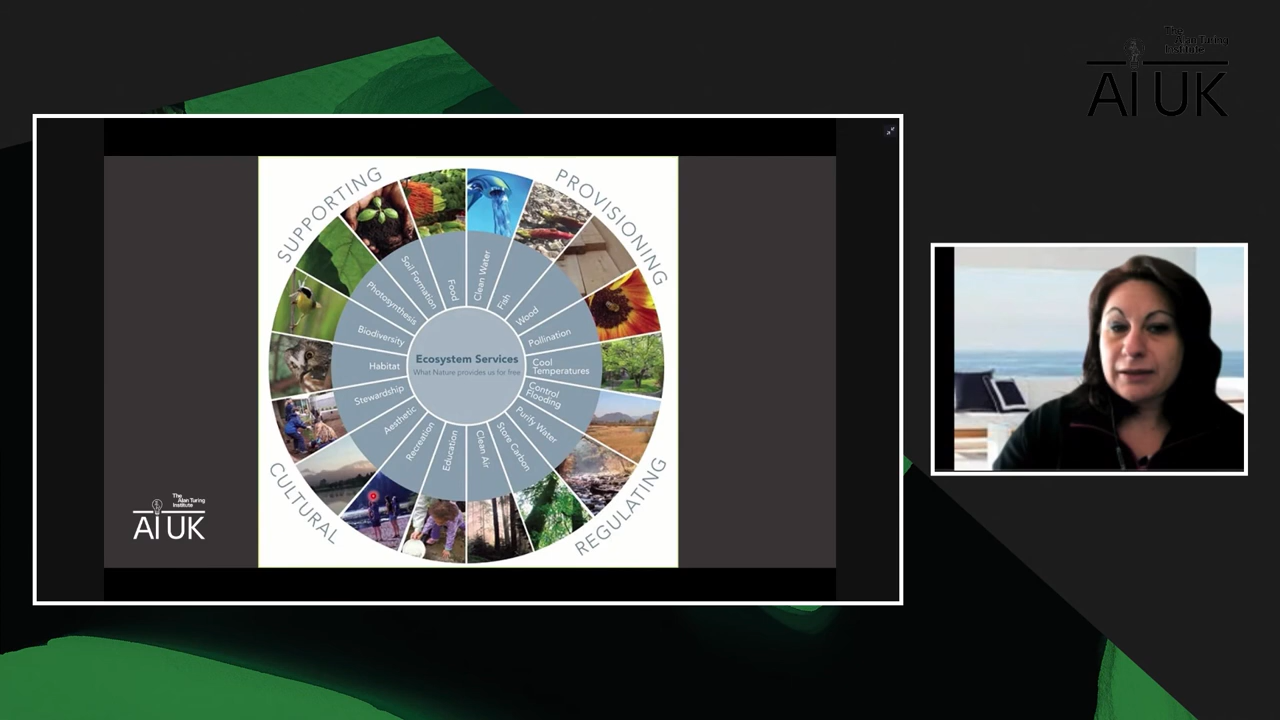 The
Alan Turing
Institute
AI UK
SUPPORTING
PROVISIONING
Soil Formation
Food
Clean Water
Fish
Wood
Photosynthesis
Pollination
Biodiversity
Cool
Temperatures
Habitat
Ecosystem Services
What Nature provides us for free
Stewardship
Control
Flooding
Aesthetic
Purify Water
Recreation
Education
Clean Air
Store Carbon
CULTURAL
REGULATING
The
Alan Turing
Institute
AI UK